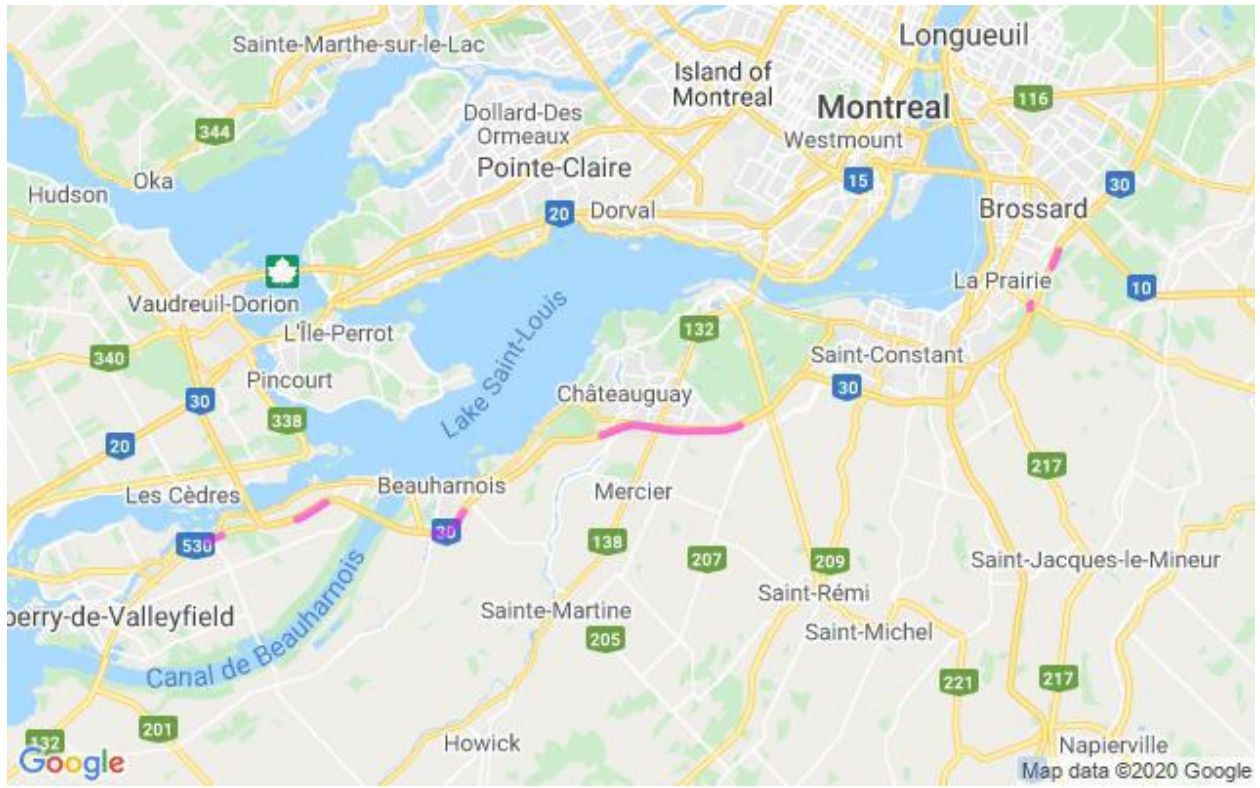 Sainte-Marthe-sur-le-Lac
Longueuil
Island of
Montreal
Montreal
116
Dollard-Des
Ormeaux
344
Westmount
Pointe-Claire
Oka
Hudson
15
30
20
Dorval
Brossard
Vaudreuil-Dorion
La Prairie
10
L'Île-Perrot
132
340
Saint-Constant
Pincourt
Lake Saint-Louis
Châteauguay
30
30
338
20
217
Les Cèdres
Beauharnois
Mercier
530
30
138
207
209
Saint-Jacques-le-Mineur
Saint-Rémi
perry-de-Valleyfield
Sainte-Martine
205
Saint-Michel
Canal de Beauharnois
221
217
201
132
Howick
Napierville
Google
Map data ©2020 Google